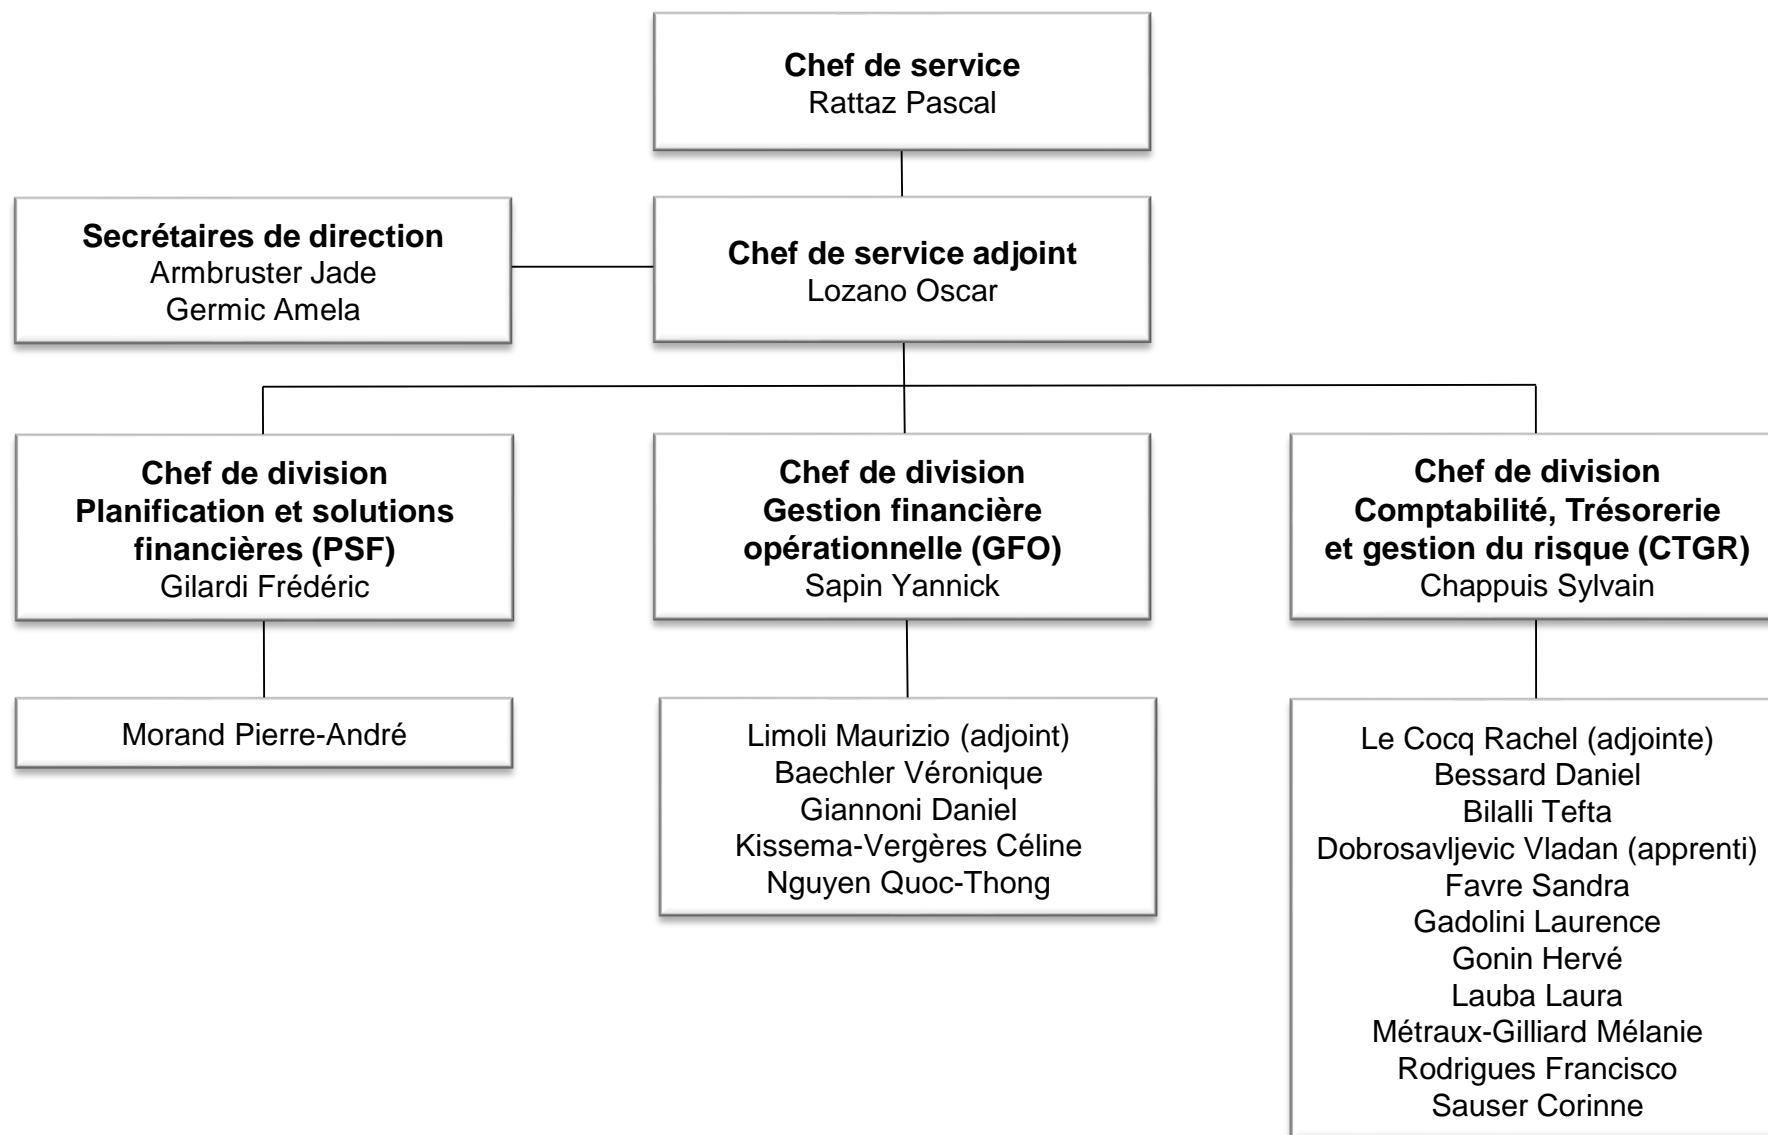 Chef de service
Rattaz Pascal
Secrétaires de direction
Armbruster Jade
Germic Amela
Chef de service adjoint
Lozano Oscar
Chef de division
Planification et solutions
financières (PSF)
Gilardi Frédéric
Chef de division
Gestion financière
opérationnelle (GFO)
Sapin Yannick
Chef de division
Comptabilité, Trésorerie
et gestion du risque (CTGR)
Chappuis Sylvain
Morand Pierre-André
Limoli Maurizio (adjoint)
Baechler Véronique
Giannoni Daniel
Kissema-Vergères Céline
Nguyen Quoc-Thong
Le Cocq Rachel (adjointe)
Bessard Daniel
Bilalli Tefta
Dobrosavljevic Vladan (apprenti)
Favre Sandra
Gadolini Laurence
Gonin Hervé
Lauba Laura
Métraux-Gilliard Mélanie
Rodrigues Francisco
Sauser Corinne